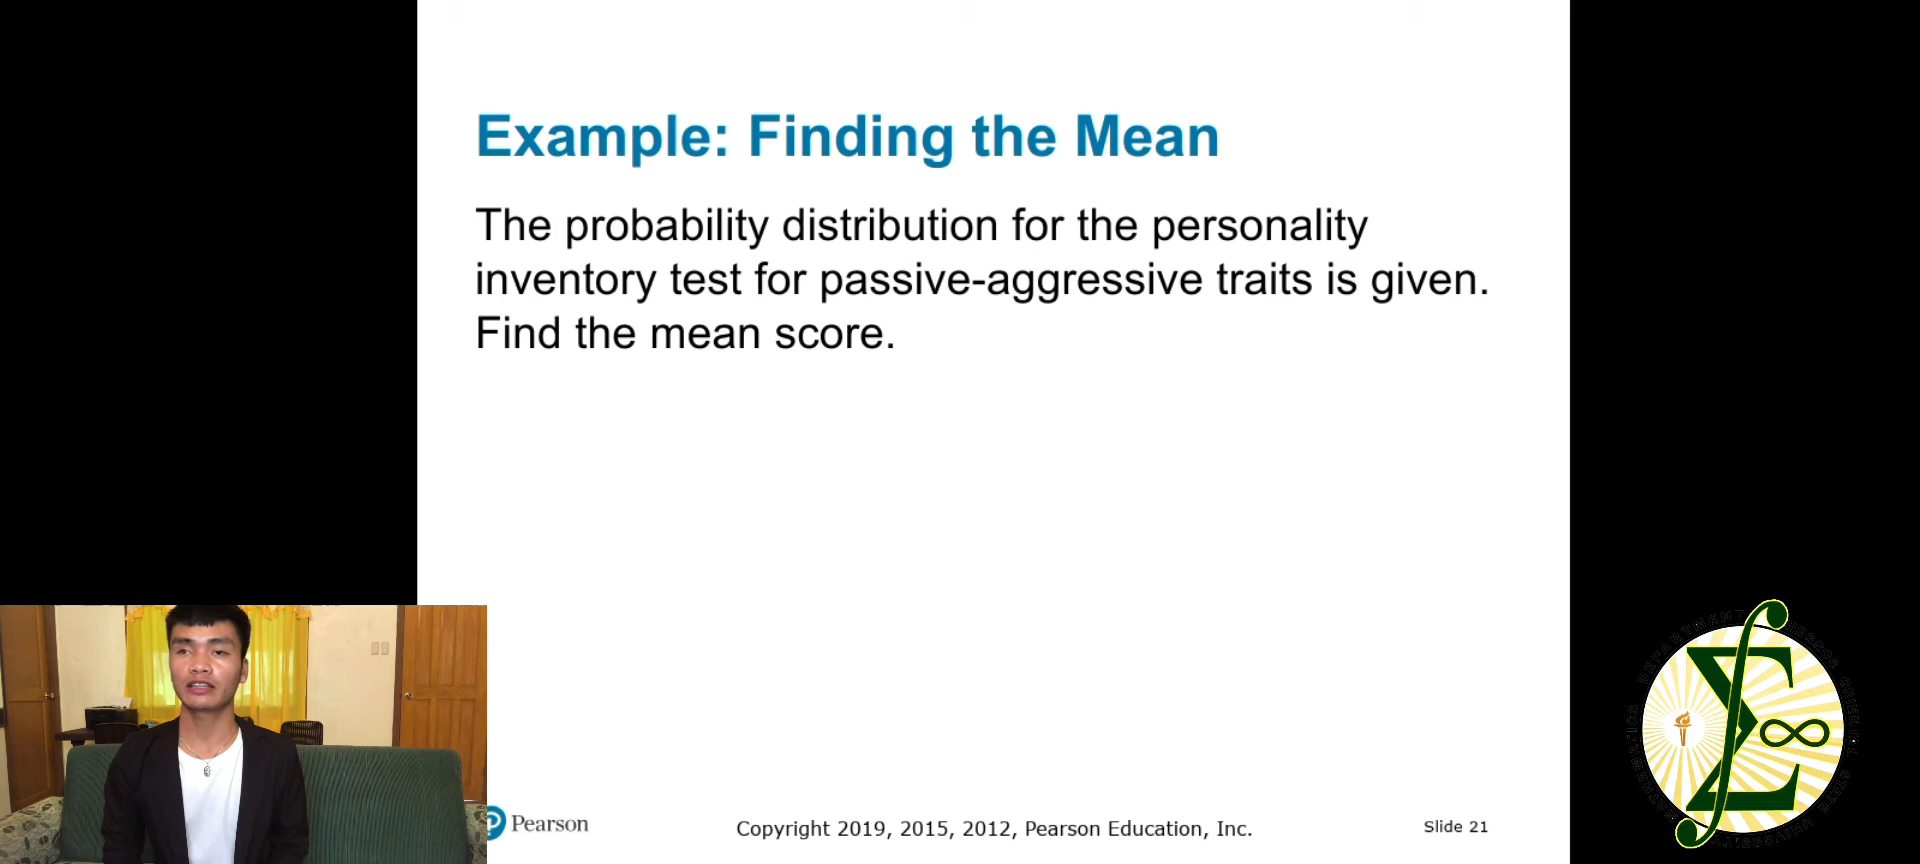 Example: Finding the Mean
The probability distribution for the personality
inventory test for passive-aggressive traits is given.
Find the mean score.
Pearson
Copyright 2019, 2015, 2012, Pearson Education, Inc.
Slide 21